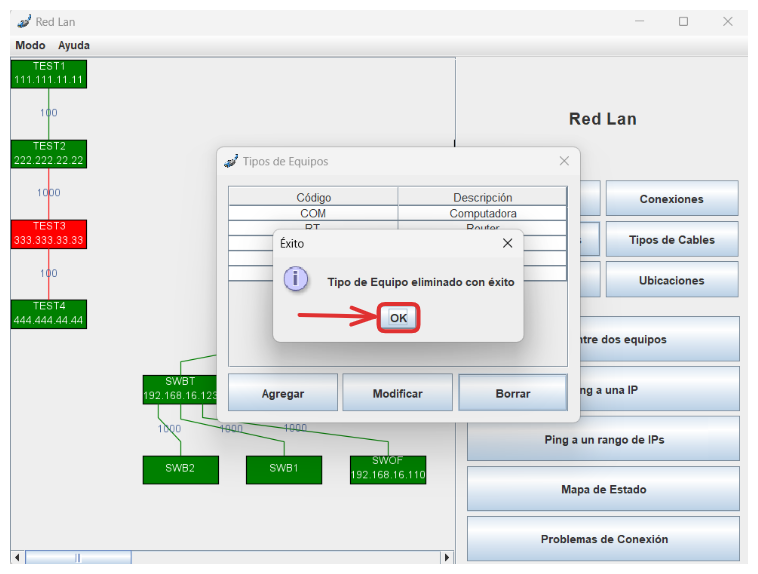 Red Lan
Modo Ayuda
TEST1
111.111.11.11
100
TEST2
222.222.22.22
1000
TEST3
333.333.33.33
100
TEST4
444.444.44.44
SWBT
192.168.16.123
1000
1000
1000
SWB2
SWB1
SWOF
192.168.16.110
Tipos de Equipos
Código Descripción
COM Computadora
RT Router
Éxito
Tipo de Equipo eliminado con éxito
OK
Agregar Modificar Borrar
Red Lan
Conexiones
Tipos de Cables
Ubicaciones
ntre dos equipos
ng a una IP
Ping a un rango de IPs
Mapa de Estado
Problemas de Conexión